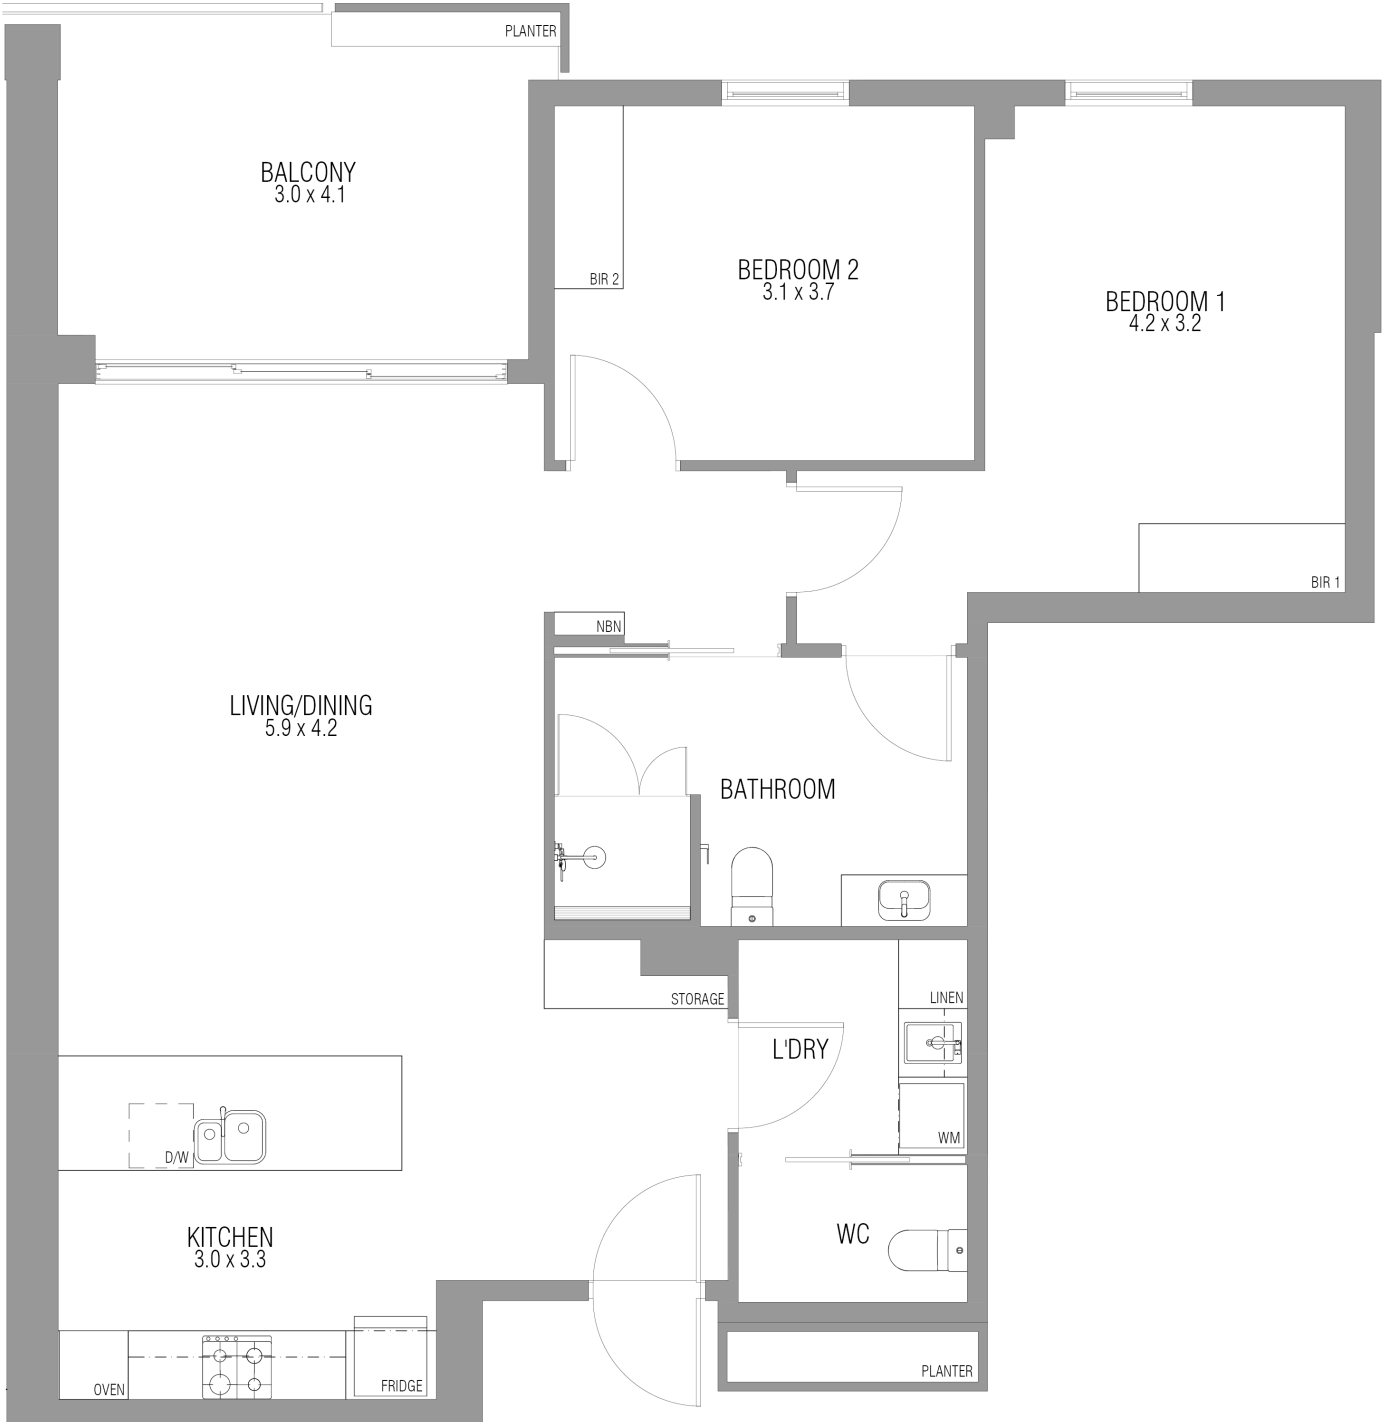 PLANTER
BALCONY
3.0 x 4.1
BIR 2
BEDROOM 2
3.1 x 3.7
BEDROOM 1
4.2 x 3.2
BIR 1
NBN
LIVING/DINING
5.9 x 4.2
BATHROOM
STORAGE
LINEN
L'DRY
WM
D/W
KITCHEN
3.0 x 3.3
WC
OVEN
FRIDGE
PLANTER